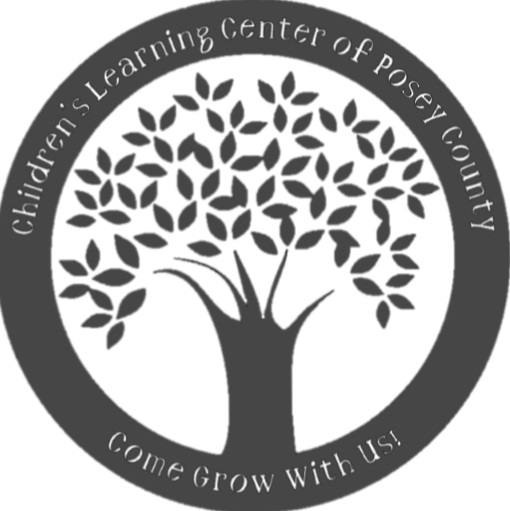 Children's Learning Center of Posey County
Come Grow With Us!